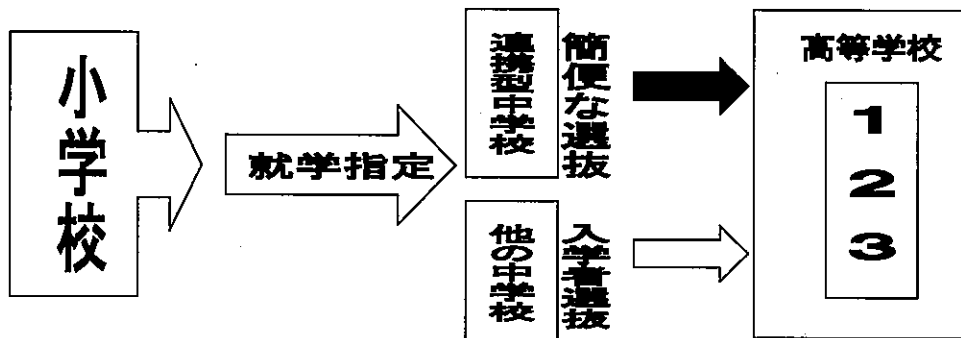 小学校
就学指定
連携型中学校
簡便な選抜
他の中学校
入学者選抜
高等学校
1
2
3